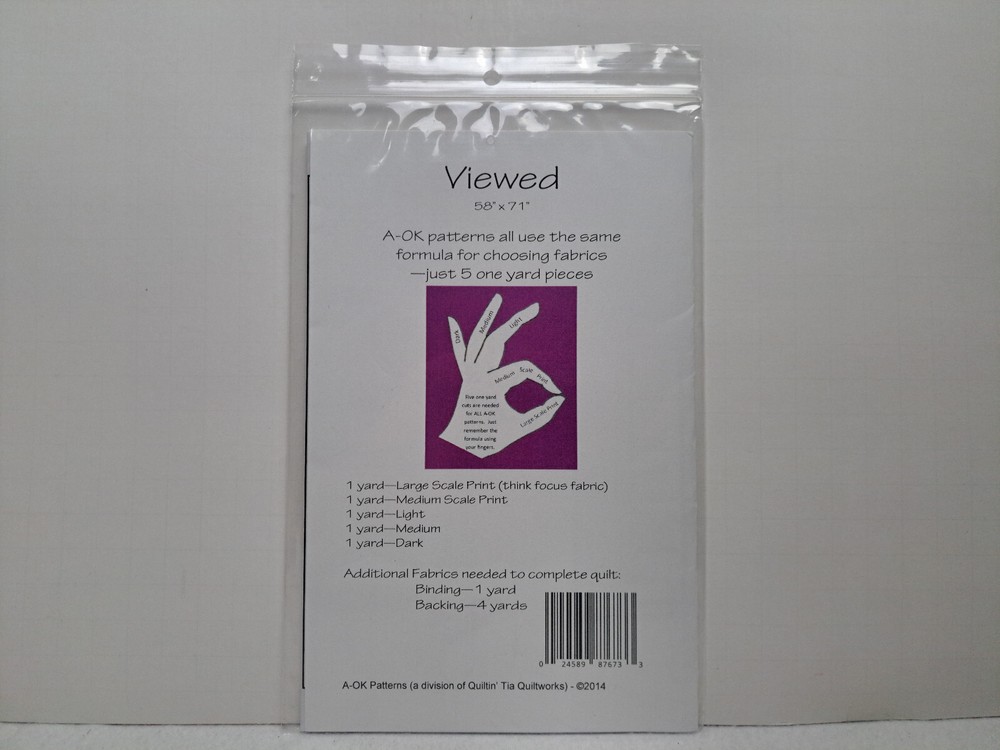 Viewed
58" x 71"
A-OK patterns all use the same
formula for choosing fabrics
—just 5 one yard pieces
Dark
Medium
Light
Medium Scale Print
Large Scale Print
Five one yard
cuts are needed
for ALL A-OK
patterns. Just
remember the
formula using
your fingers.
1 yard—Large Scale Print (think focus fabric)
1 yard—Medium Scale Print
1 yard—Light
1 yard—Medium
1 yard—Dark
Additional Fabrics needed to complete quilt:
Binding—1 yard
Backing—4 yards
0 24589 87673 3
A-OK Patterns (a division of Quiltin' Tia Quiltworks) - ©2014